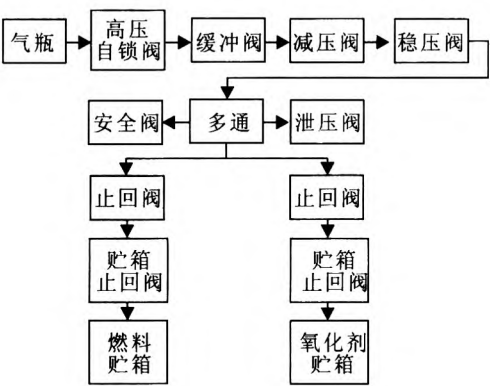 气瓶
高压
自锁阀
缓冲阀
减压阀
稳压阀
安全阀
多通
泄压阀
止回阀
止回阀
贮箱
止回阀
贮箱
止回阀
燃料
贮箱
氧化剂
贮箱